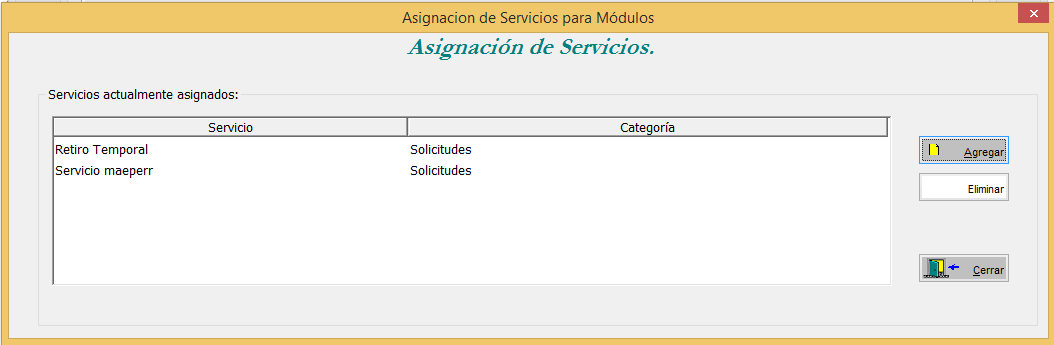 Asignacion de Servicios para Módulos
Asignación de Servicios.
Servicios actualmente asignados:
Servicio Categoría
Retiro Temporal Solicitudes
Servicio maeperr Solicitudes
Agregar
Eliminar
Cerrar